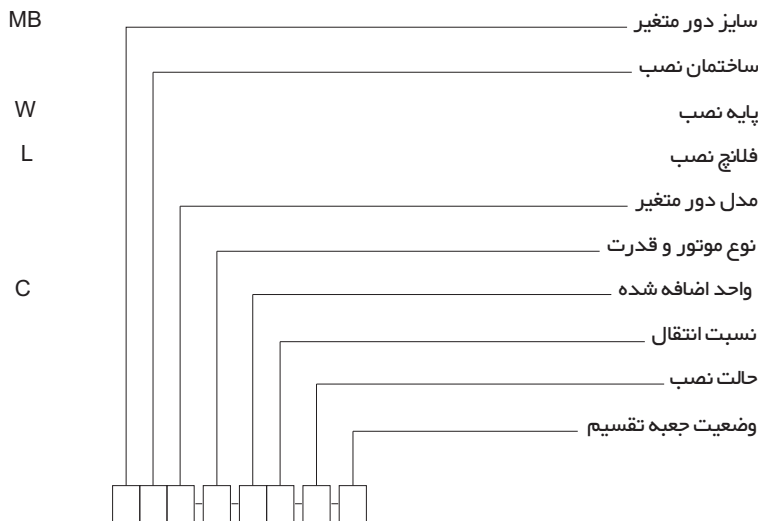 سایز دور متغیر MB
ساختمان نصب
پایه نصب W
فلانچ نصب L
مدل دور متغیر
نوع موتور و قدرت
واحد اضافه شده C
نسبت انتقال
حالت نصب
وضعیت جعبه تقسیم